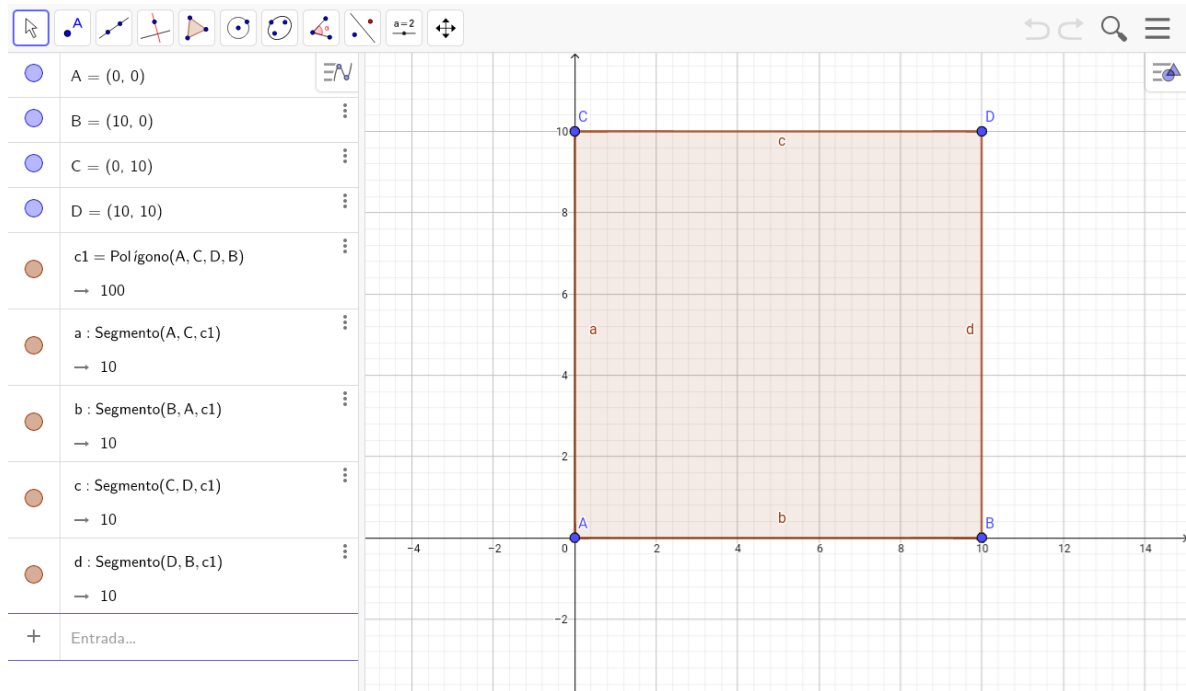 A
a=2
A = (0, 0)
B = (10, 0)
C = (0, 10)
D = (10, 10)
c1 = Polígono(A, C, D, B)
→ 100
a : Segmento(A, C, c1)
→ 10
b : Segmento(B, A, c1)
→ 10
c : Segmento(C, D, c1)
→ 10
d : Segmento(D, B, c1)
→ 10
+ Entrada...
C D
10
c
8
6
a d
4
2
b
A B
−4 −2 0 2 4 6 8 10 12 14
−2